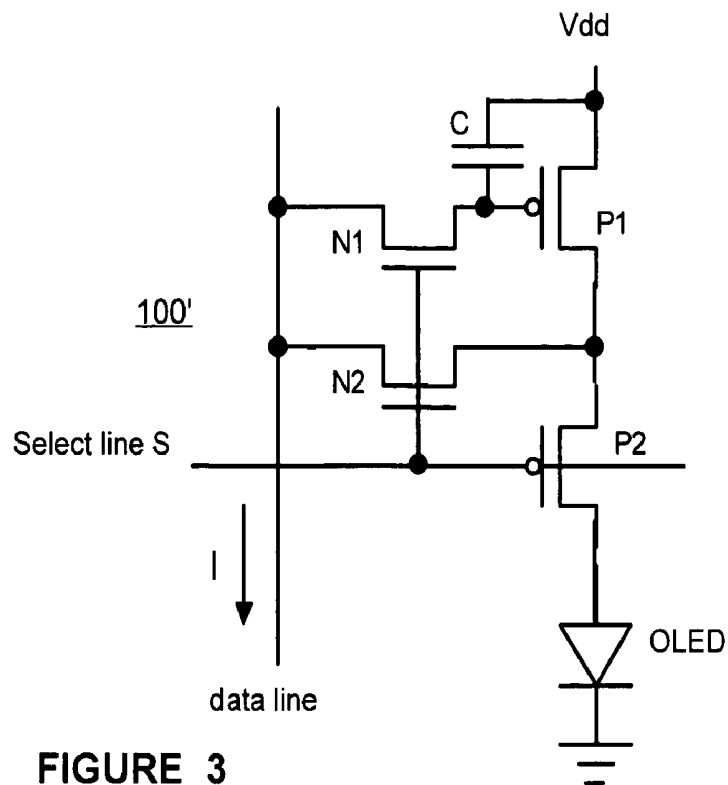 Vdd
C
P1
N1
100'
N2
Select line S
P2
I
OLED
data line
FIGURE 3